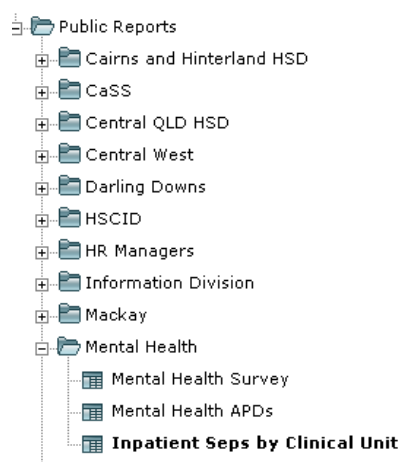 Public Reports
Cairns and Hinterland HSD
CaSS
Central QLD HSD
Central West
Darling Downs
HSCID
HR Managers
Information Division
Mackay
Mental Health
Mental Health Survey
Mental Health APDs
Inpatient Seps by Clinical Unit